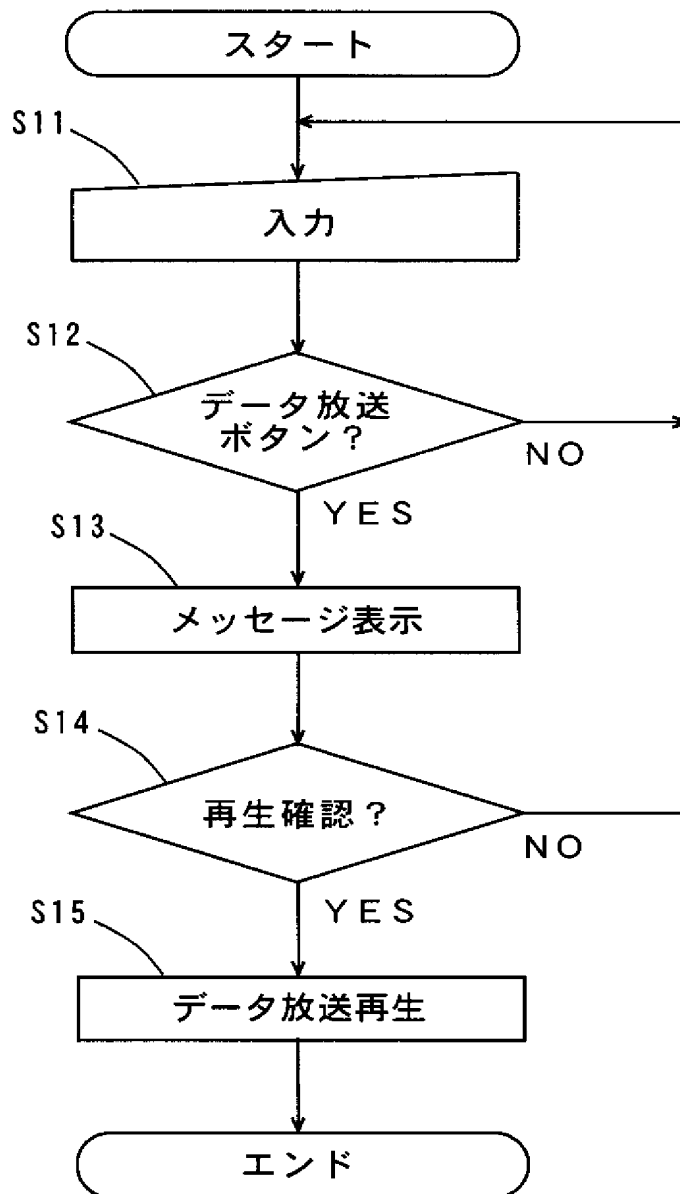 スタート
S11
入力
S12
データ放送
ボタン？
NO
YES
S13
メッセージ表示
S14
再生確認？
NO
YES
S15
データ放送再生
エンド